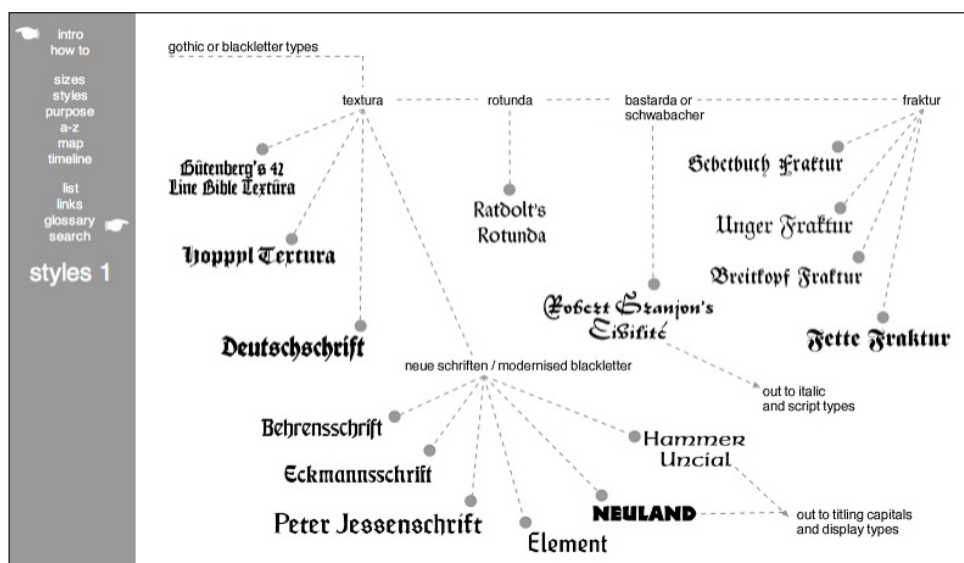 intro
how to
sizes
styles
purpose
a-z
map
timeline
list
links
glossary
search
styles 1
gothic or blackletter types
textura
rotunda
bastarda or
schwabacher
fraktur
Gûtenberg's 42
Line Bible Textûra
Hoppyl Textura
Deutschschrift
Ratdolt's
Rotunda
Robert Granjon's
Civilité
out to italic
and script types
Gebetbuch Fraktur
Unger Fraktur
Breitkopf Fraktur
Fette Fraktur
neue schriften / modernised blackletter
Behrensschrift
Eckmannsschrift
Peter Jessenschrift
Element
NEULAND
Hammer
Uncial
out to titling capitals
and display types